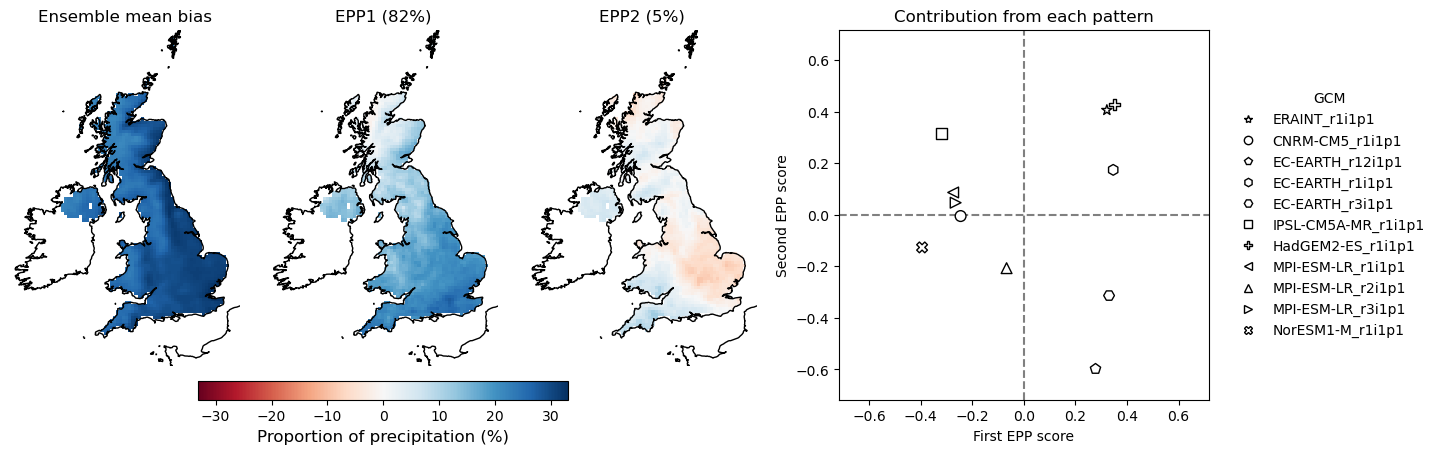 Ensemble mean bias
EPP1 (82%)
EPP2 (5%)
−30 −20 −10 0 10 20 30
Proportion of precipitation (%)
Contribution from each pattern
Second EPP score
0.6
0.4
0.2
0.0
−0.2
−0.4
−0.6
−0.6 −0.4 −0.2 0.0 0.2 0.4 0.6
First EPP score
GCM
ERAINT_r1i1p1
CNRM-CM5_r1i1p1
EC-EARTH_r12i1p1
EC-EARTH_r1i1p1
EC-EARTH_r3i1p1
IPSL-CM5A-MR_r1i1p1
HadGEM2-ES_r1i1p1
MPI-ESM-LR_r1i1p1
MPI-ESM-LR_r2i1p1
MPI-ESM-LR_r3i1p1
NorESM1-M_r1i1p1